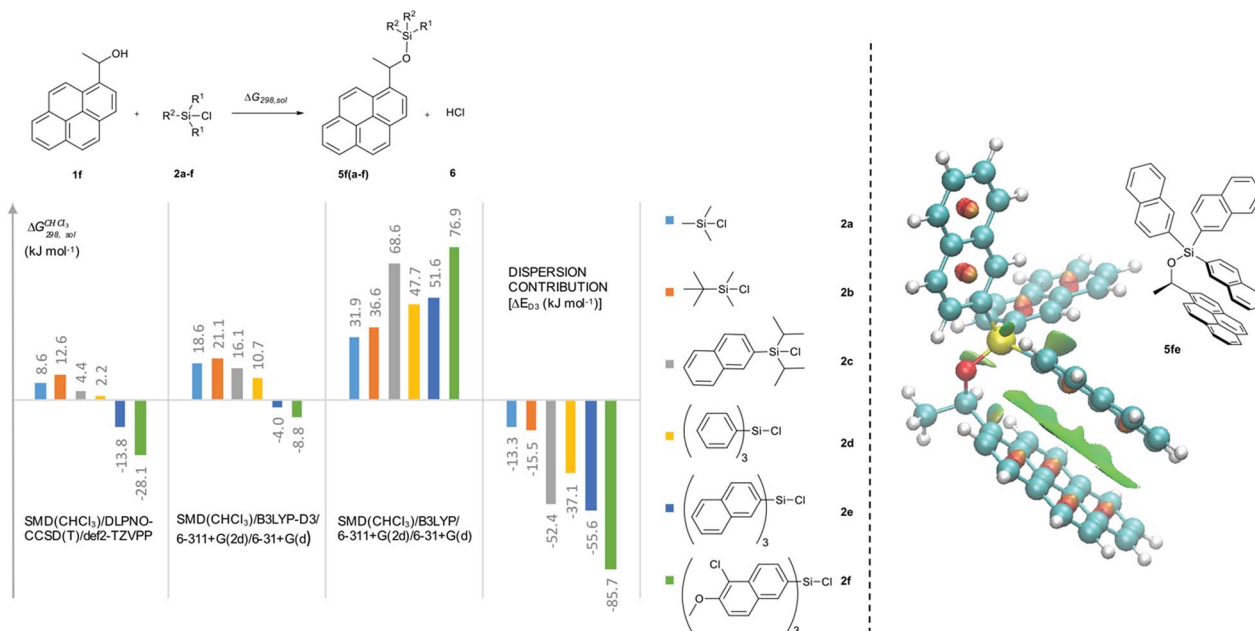 OH
+
R² Si Cl
R¹
R¹
ΔG298,sol
R² R²
Si R¹
O
+
HCl
1f
2a-f
5f(a-f)
6
ΔG CHCl₃ 298, sol
(kJ mol⁻¹)
8.6
12.6
4.4
2.2
-13.8
-28.1
SMD(CHCl₃)/DLPNO-
CCSD(T)/def2-TZVPP
18.6
21.1
16.1
10.7
-4.0
-8.8
SMD(CHCl₃)/B3LYP-D3/
6-311+G(2d)/6-31+G(d)
31.9
36.6
68.6
47.7
51.6
76.9
SMD(CHCl₃)/B3LYP/
6-311+G(2d)/6-31+G(d)
DISPERSION
CONTRIBUTION
[ΔE_D3 (kJ mol⁻¹)]
-13.3
-15.5
-52.4
-37.1
-55.6
-85.7
Si Cl
2a
Si Cl
2b
Si Cl
2c
( )3 Si Cl
2d
( )3 Si Cl
2e
( Cl O )3 Si Cl
2f
Si
O
5fe